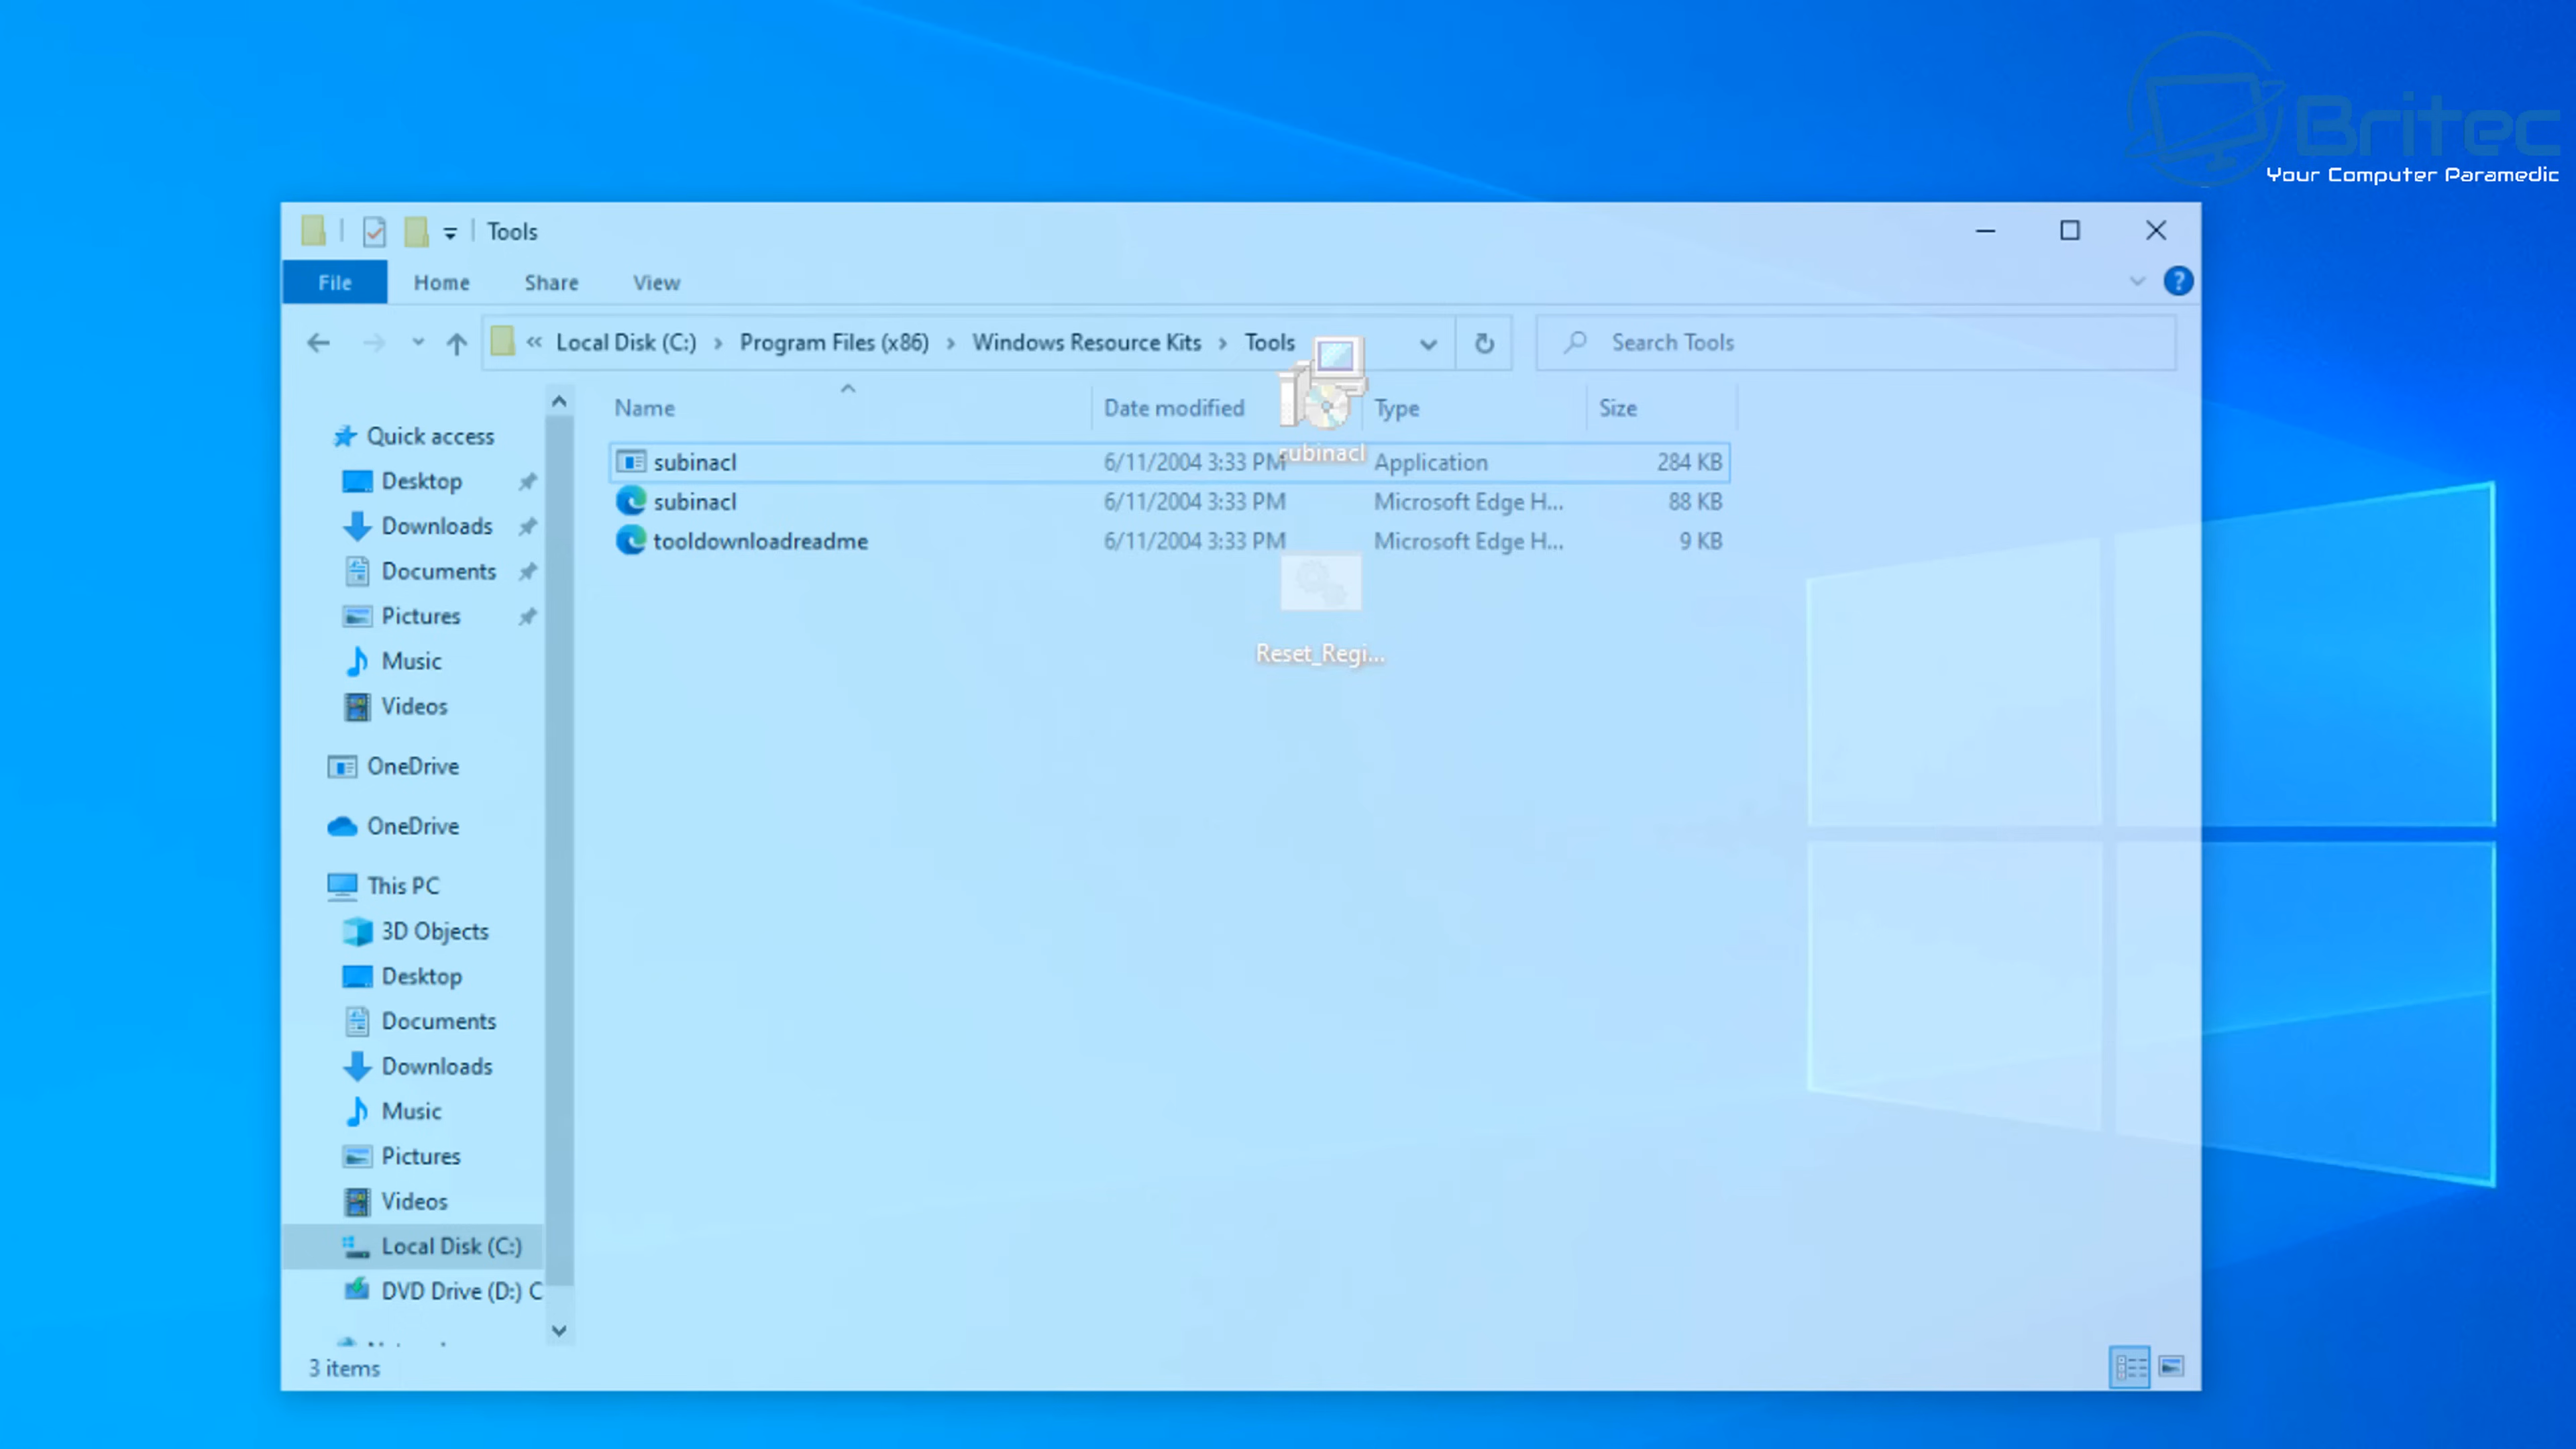 Britec
Your Computer Paramedic
Tools
File Home Share View
« Local Disk (C:) › Program Files (x86) › Windows Resource Kits › Tools
Search Tools
Name Date modified Type Size
subinacl 6/11/2004 3:33 PM Application 284 KB
subinacl 6/11/2004 3:33 PM Microsoft Edge H... 88 KB
tooldownloadreadme 6/11/2004 3:33 PM Microsoft Edge H... 9 KB
subinacl
Reset_Regi...
Quick access
Desktop
Downloads
Documents
Pictures
Music
Videos
OneDrive
OneDrive
This PC
3D Objects
Desktop
Documents
Downloads
Music
Pictures
Videos
Local Disk (C:)
DVD Drive (D:) C
3 items